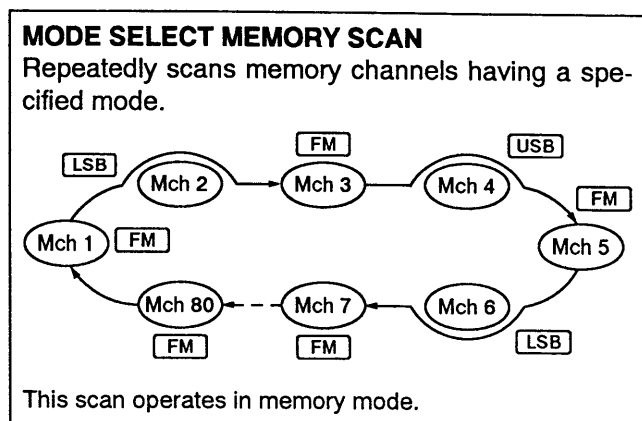 MODE SELECT MEMORY SCAN
Repeatedly scans memory channels having a spe-
cified mode.
FM
USB
LSB
Mch 2
Mch 3
Mch 4
FM
Mch 1
FM
Mch 5
Mch 80
Mch 7
Mch 6
FM
FM
LSB
This scan operates in memory mode.